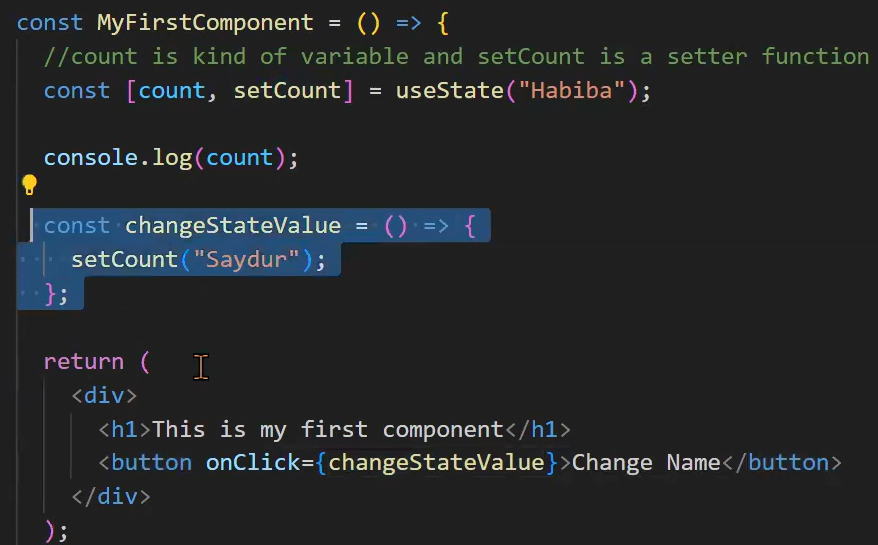 const MyFirstComponent = () => {
//count is kind of variable and setCount is a setter function
const [count, setCount] = useState("Habiba");
console.log(count);
const changeStateValue = () => {
setCount("Saydur");
};
return (
<div>
<h1>This is my first component</h1>
<button onClick={changeStateValue}>Change Name</button>
</div>
);